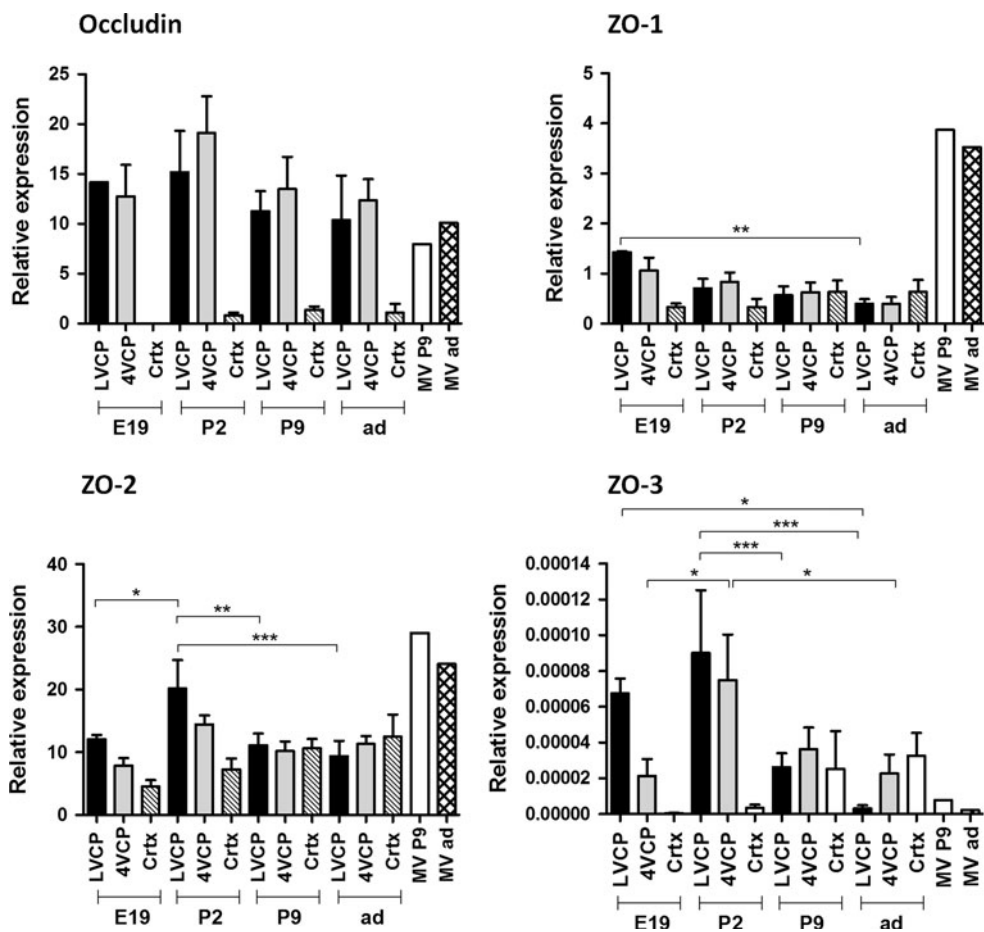 Occludin
Relative expression
25
20
15
10
5
0
LVCP 4VCP Crtx LVCP 4VCP Crtx LVCP 4VCP Crtx LVCP 4VCP Crtx MV P9 MV ad
E19 P2 P9 ad
ZO-1
Relative expression
5
4
3
2
1
0
**
LVCP 4VCP Crtx LVCP 4VCP Crtx LVCP 4VCP Crtx LVCP 4VCP Crtx MV P9 MV ad
E19 P2 P9 ad
ZO-2
Relative expression
40
30
20
10
0
*
**
***
LVCP 4VCP Crtx LVCP 4VCP Crtx LVCP 4VCP Crtx LVCP 4VCP Crtx MV P9 MV ad
E19 P2 P9 ad
ZO-3
*
***
***
* *
Relative expression
0.00014
0.00012
0.00010
0.00008
0.00006
0.00004
0.00002
0.00000
LVCP 4VCP Crtx LVCP 4VCP Crtx LVCP 4VCP Crtx LVCP 4VCP Crtx MV P9 MV ad
E19 P2 P9 ad